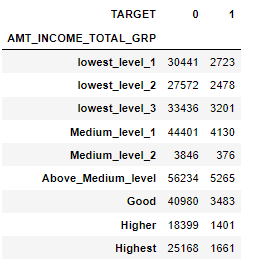 TARGET 0 1
AMT_INCOME_TOTAL_GRP
lowest_level_1 30441 2723
lowest_level_2 27572 2478
lowest_level_3 33436 3201
Medium_level_1 44401 4130
Medium_level_2 3846 376
Above_Medium_level 56234 5265
Good 40980 3483
Higher 18399 1401
Highest 25168 1661